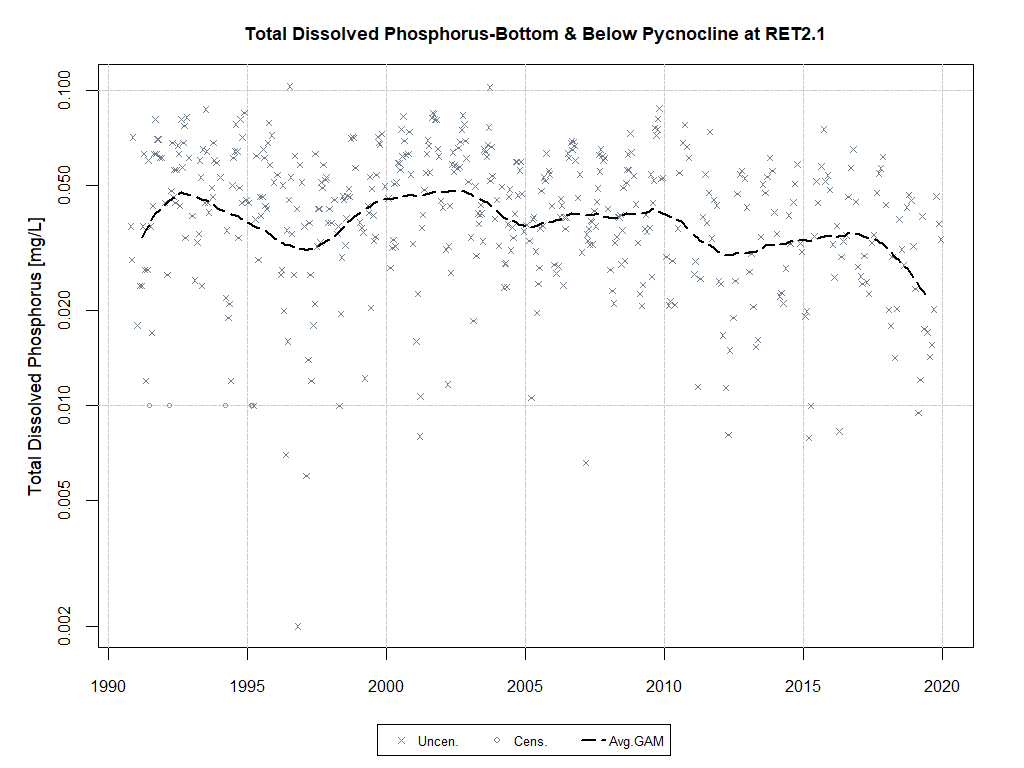 Total Dissolved Phosphorus-Bottom & Below Pycnocline at RET2.1
Total Dissolved Phosphorus [mg/L]
0.100
0.050
0.020
0.010
0.005
0.002
1990 1995 2000 2005 2010 2015 2020
Uncen. Cens. Avg.GAM